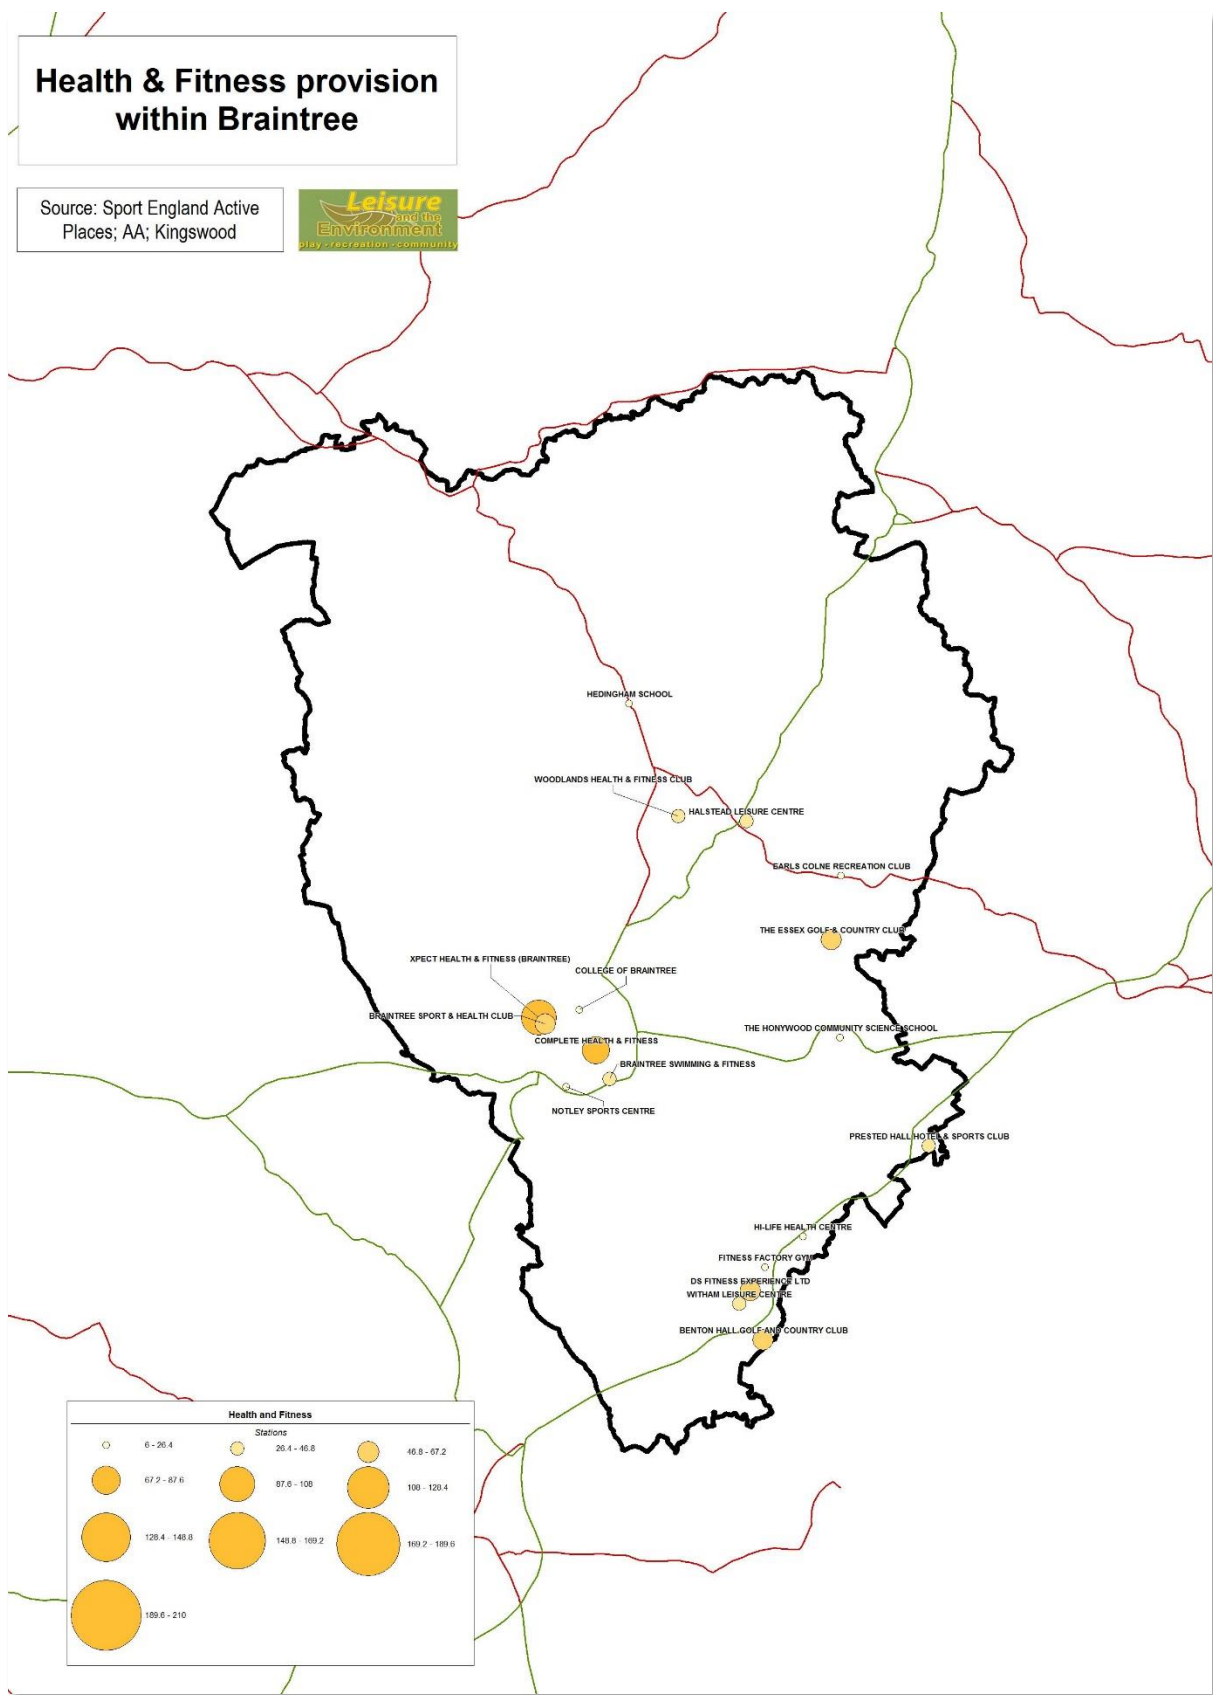 Health & Fitness provision
within Braintree
Source: Sport England Active
Places; AA; Kingswood
Leisure
and the
Environment
play - recreation - community
HEDINGHAM SCHOOL
WOODLANDS HEALTH & FITNESS CLUB
HALSTEAD LEISURE CENTRE
EARLS COLNE RECREATION CLUB
THE ESSEX GOLF & COUNTRY CLUB
XPECT HEALTH & FITNESS (BRAINTREE)
COLLEGE OF BRAINTREE
BRAINTREE SPORT & HEALTH CLUB
THE HONYWOOD COMMUNITY SCIENCE SCHOOL
COMPLETE HEALTH & FITNESS
BRAINTREE SWIMMING & FITNESS
NOTLEY SPORTS CENTRE
PRESTED HALL HOTEL & SPORTS CLUB
HI-LIFE HEALTH CENTRE
FITNESS FACTORY GYM
DS FITNESS EXPERIENCE LTD
WITHAM LEISURE CENTRE
BENTON HALL GOLF AND COUNTRY CLUB
Health and Fitness
Stations
6 - 26.4
26.4 - 46.8
46.8 - 67.2
67.2 - 87.6
87.6 - 108
108 - 128.4
128.4 - 148.8
148.8 - 169.2
169.2 - 189.6
189.6 - 210